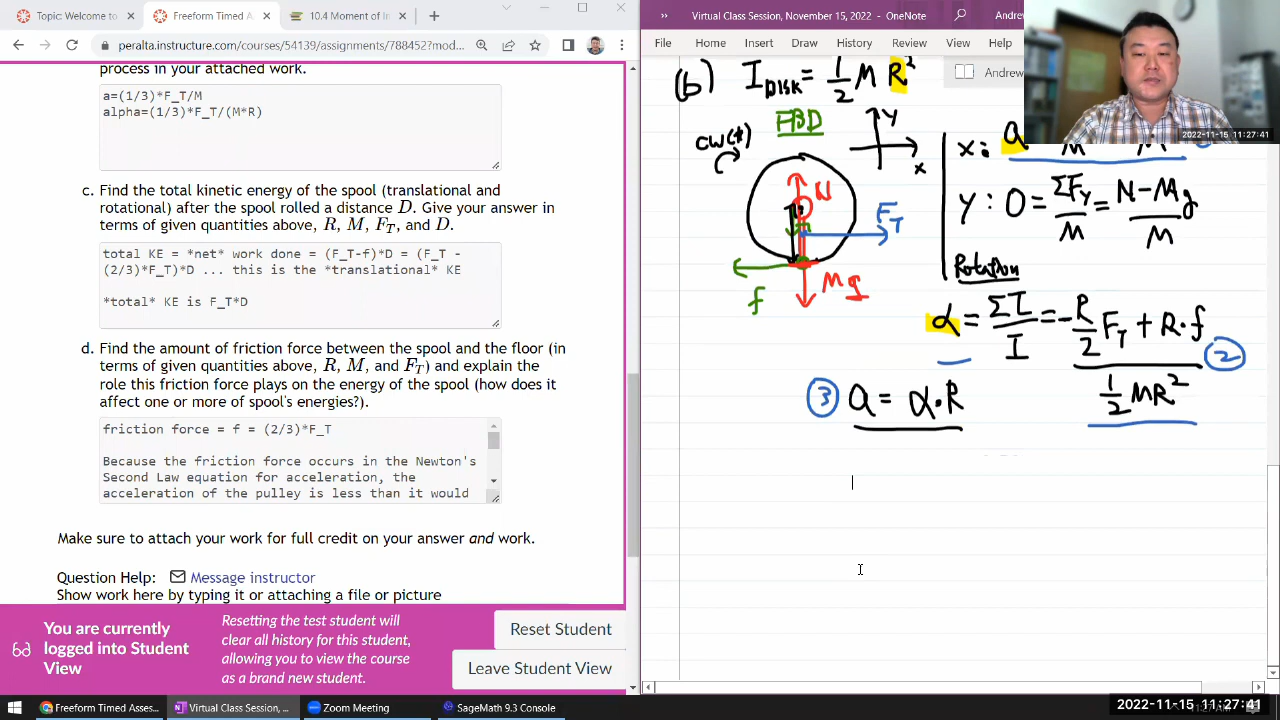 Topic: Welcome to
Freeform Timed A
10.4 Moment of In
peralta.instructure.com/courses/54139/assignments/788452?mod...
process in your attached work.
a=(1/3)*F_T/M
alpha=(1/3)*F_T/(M*R)
c. Find the total kinetic energy of the spool (translational and
rotational) after the spool rolled a distance D. Give your answer in
terms of given quantities above, R, M, F_T, and D.
total KE = *net* work done = (F_T-f)*D = (F_T -
(2/3)*F_T)*D ... this is the *translational* KE
*total* KE is F_T*D
d. Find the amount of friction force between the spool and the floor (in
terms of given quantities above, R, M, and F_T) and explain the
role this friction force plays on the energy of the spool (how does it
affect one or more of spool's energies?).
friction force = f = (2/3)*F_T
Because the friction force occurs in the Newton's
Second Law equation for acceleration, the
acceleration of the pulley is less than it would
Make sure to attach your work for full credit on your answer and work.
Question Help: Message instructor
Show work here by typing it or attaching a file or picture
You are currently
logged into Student
View
Resetting the test student will
clear all history for this student,
allowing you to view the course
as a brand new student.
Reset Student
Leave Student View
Virtual Class Session, November 15, 2022 - OneNote
Andrew
File Home Insert Draw History Review View Help
Andrew
(b) I_DISK = 1/2 M R²
FBD
CW(+)
Y
x
N
F_T
f
Mg
x: a
M M
y: 0 = ΣF_y/M = (N - Mg)/M
Rotation
α = Στ/I = (-R/2 F_T + R·f)/(1/2 MR²) ②
③ a = α·R
2022-11-15 11:27:41
Freeform Timed Asses...
Virtual Class Session, ...
Zoom Meeting
SageMath 9.3 Console
2022-11-15 11:27:41